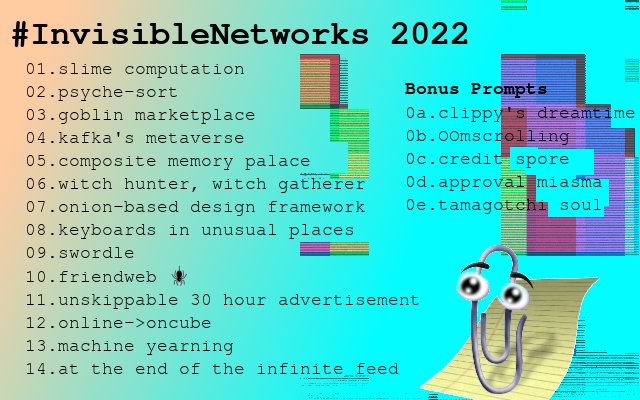 #InvisibleNetworks 2022
01.slime computation
02.psyche-sort
03.goblin marketplace
04.kafka's metaverse
05.composite memory palace
06.witch hunter, witch gatherer
07.onion-based design framework
08.keyboards in unusual places
09.swordle
10.friendweb 🕷
11.unskippable 30 hour advertisement
12.online->oncube
13.machine yearning
14.at the end of the infinite feed
Bonus Prompts
0a.clippy's dreamtime
0b.OOmscrolling
0c.credit spore
0d.approval miasma
0e.tamagotchi soul